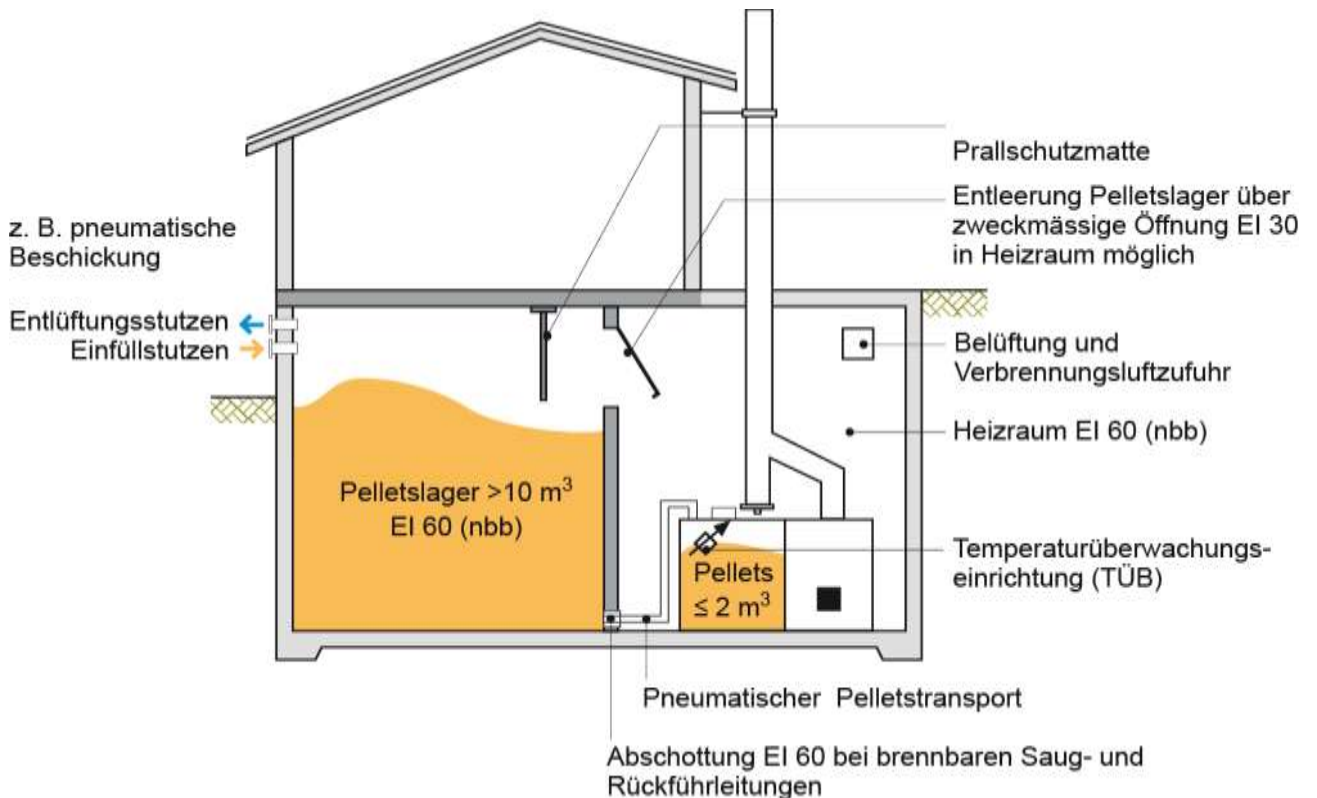 z. B. pneumatische
Beschickung
Entlüftungsstutzen
Einfüllstutzen
Prallschutzmatte
Entleerung Pelletslager über
zweckmässige Öffnung EI 30
in Heizraum möglich
Belüftung und
Verbrennungsluftzufuhr
Heizraum EI 60 (nbb)
Pelletslager >10 m³
EI 60 (nbb)
Pellets
≤ 2 m³
Temperaturüberwachungs-
einrichtung (TÜB)
Pneumatischer Pelletstransport
Abschottung EI 60 bei brennbaren Saug- und
Rückführleitungen